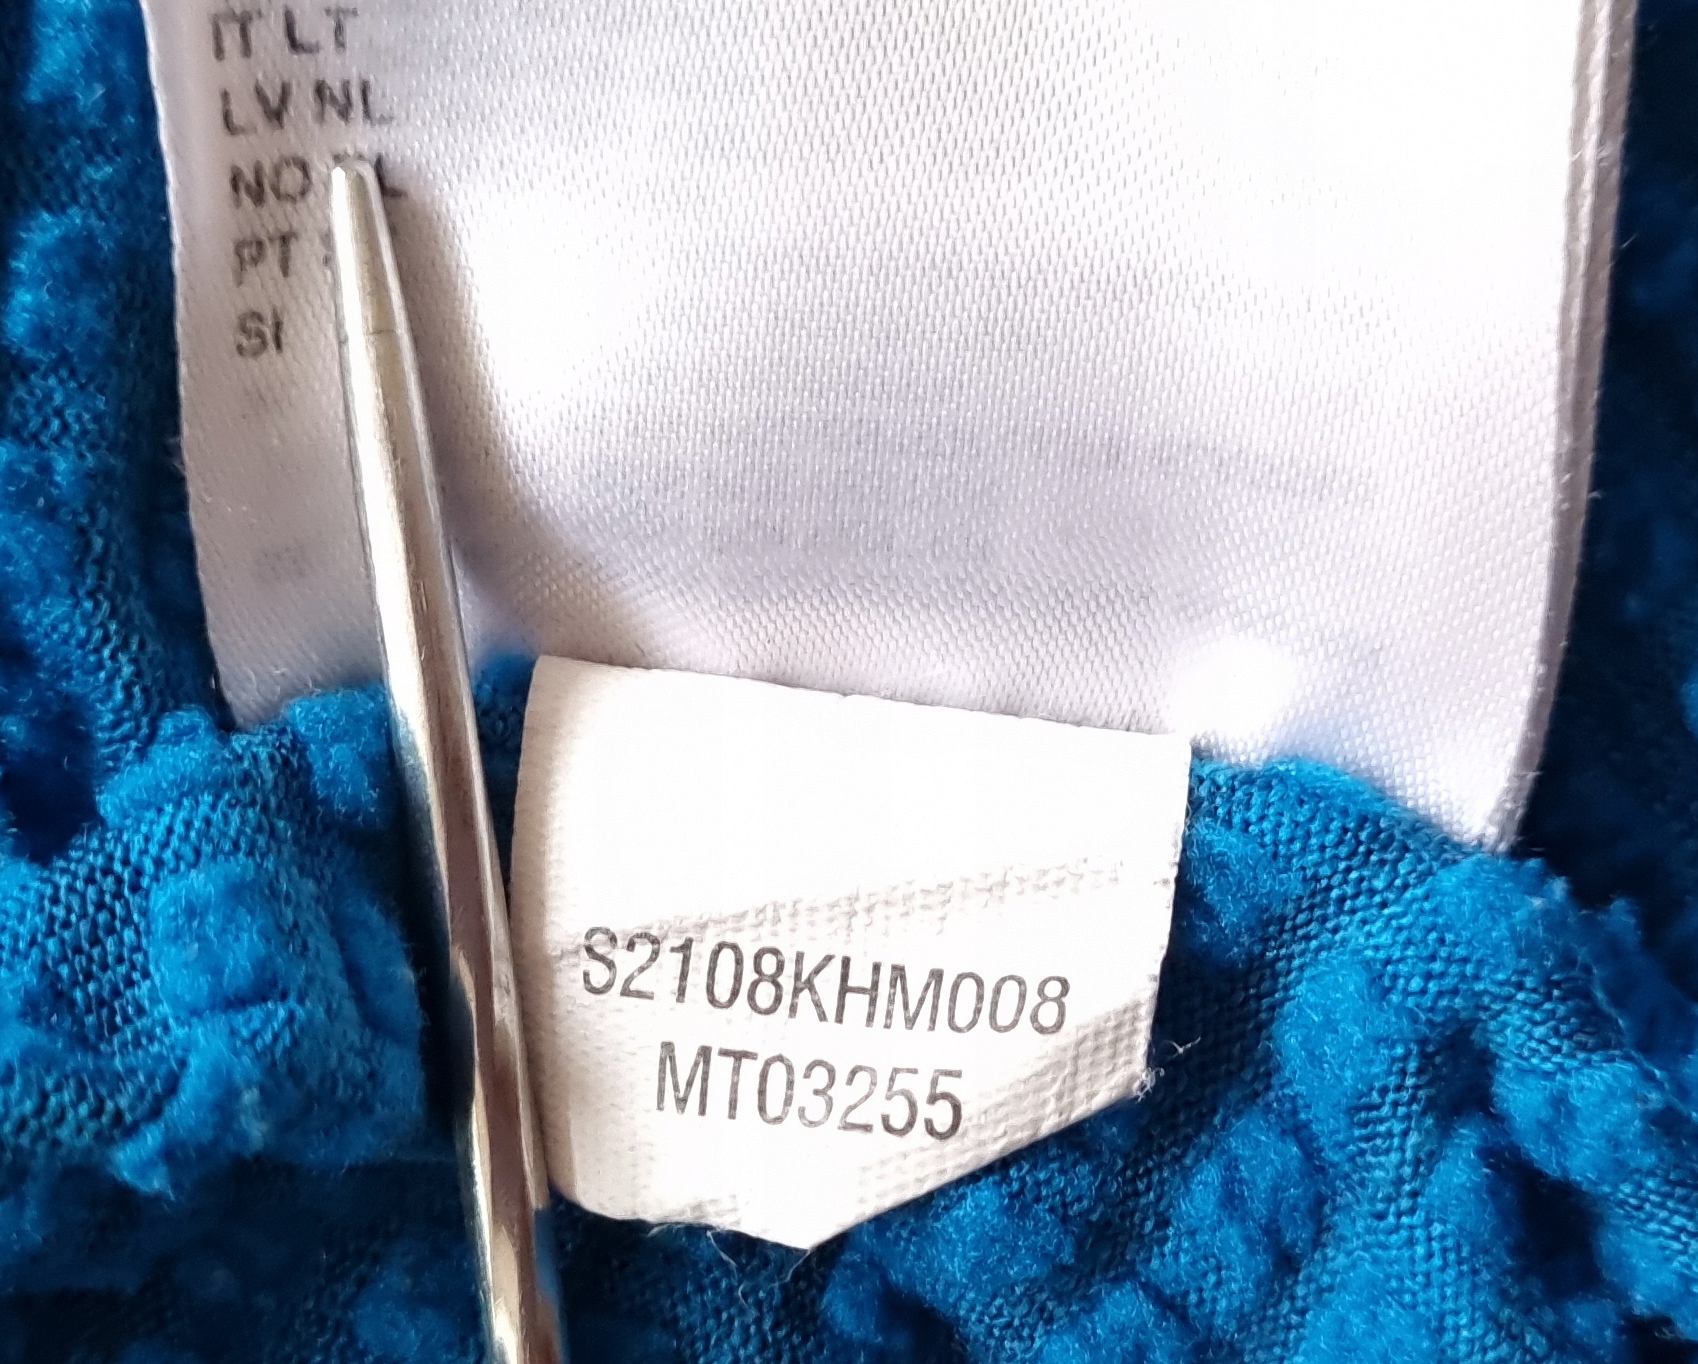 IT LT
LV NL
NO
PT
SI
S2108KHM008
MT03255